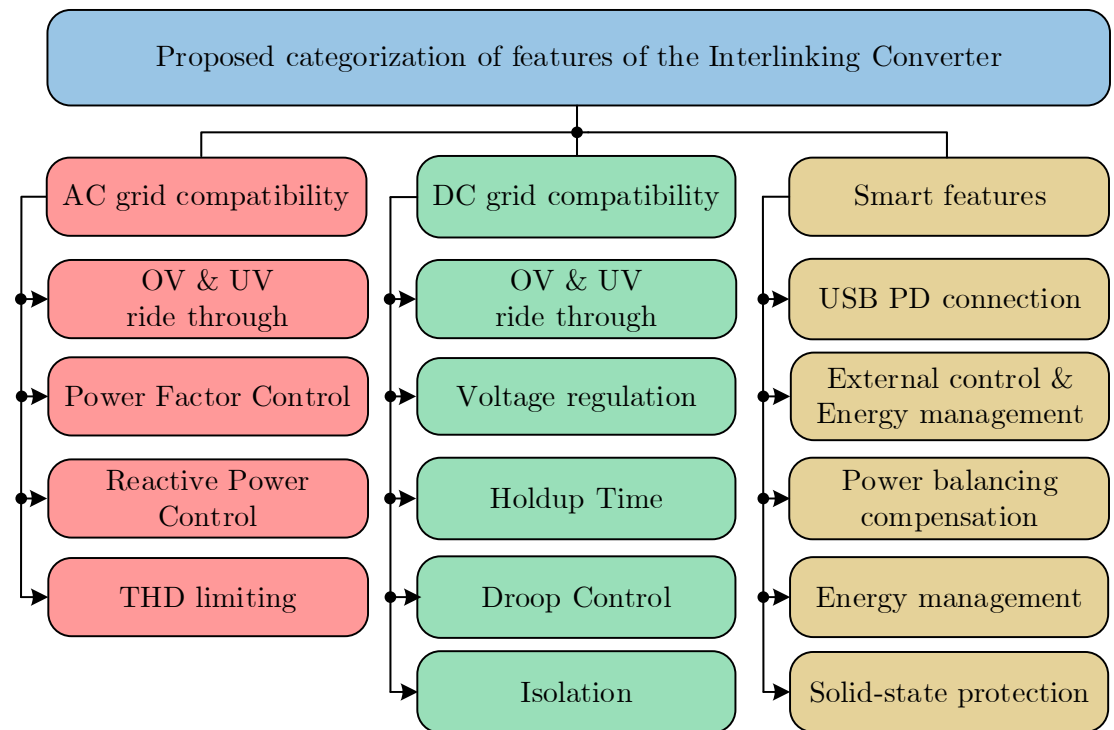 Proposed categorization of features of the Interlinking Converter
AC grid compatibility
OV & UV
ride through
Power Factor Control
Reactive Power
Control
THD limiting
DC grid compatibility
OV & UV
ride through
Voltage regulation
Holdup Time
Droop Control
Isolation
Smart features
USB PD connection
External control &
Energy management
Power balancing
compensation
Energy management
Solid-state protection